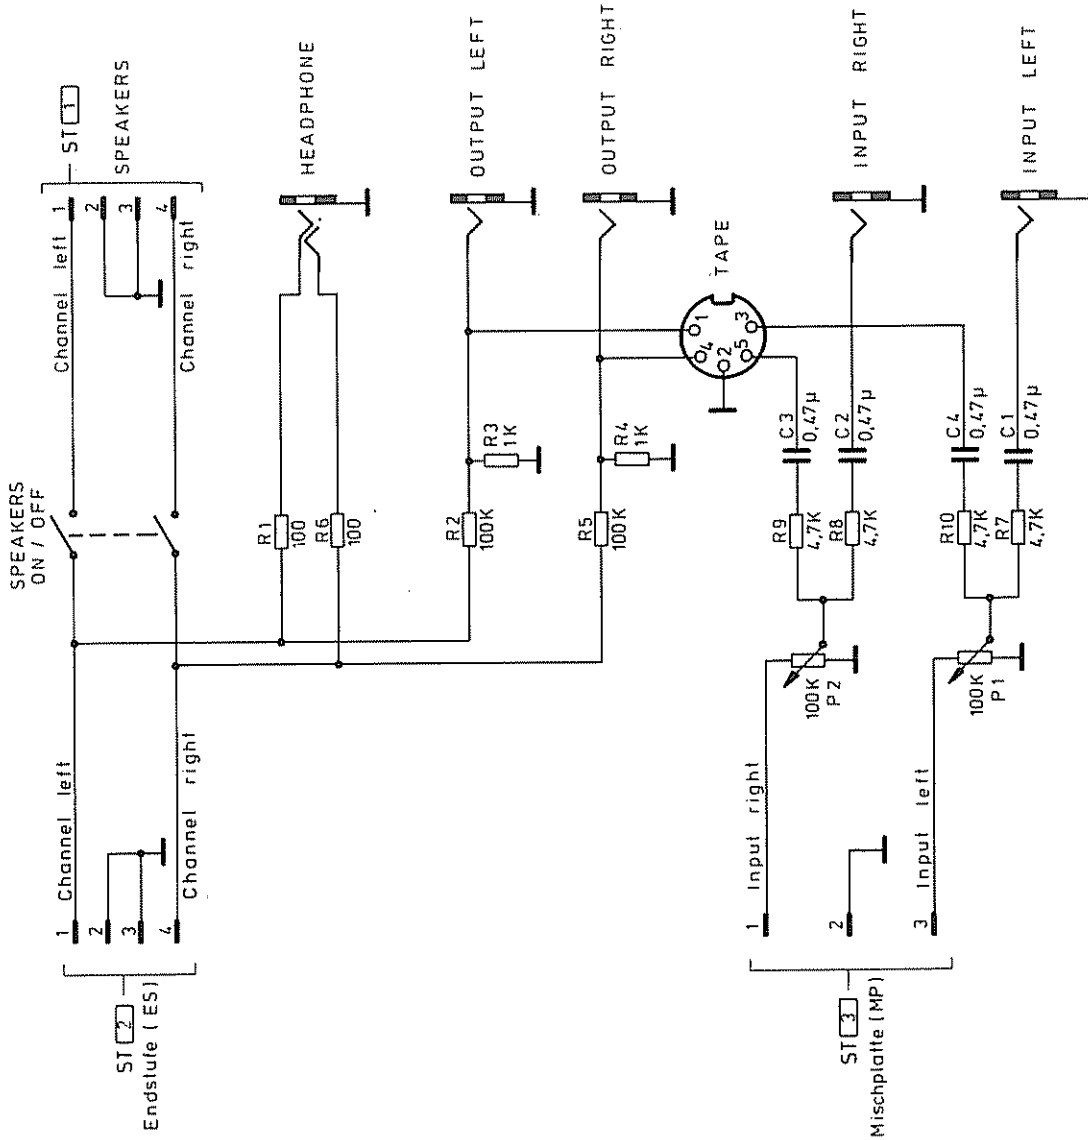 ST 2
Endstufe (ES)
1
2
3
4
Channel left
Channel right
SPEAKERS
ON / OFF
Channel left
Channel right
1
2
3
4
ST 1
SPEAKERS
R1
100
R6
100
HEADPHONE
R2
100K
R3
1K
OUTPUT LEFT
R5
100K
R4
1K
OUTPUT RIGHT
1
4
2
5
3
TAPE
ST 3
Mischplatte (MP)
1
2
3
Input right
Input left
100K
P2
R9
4,7K
C3
0,47µ
R8
4,7K
C2
0,47µ
INPUT RIGHT
100K
P1
R10
4,7K
C4
0,47µ
R7
4,7K
C1
0,47µ
INPUT LEFT